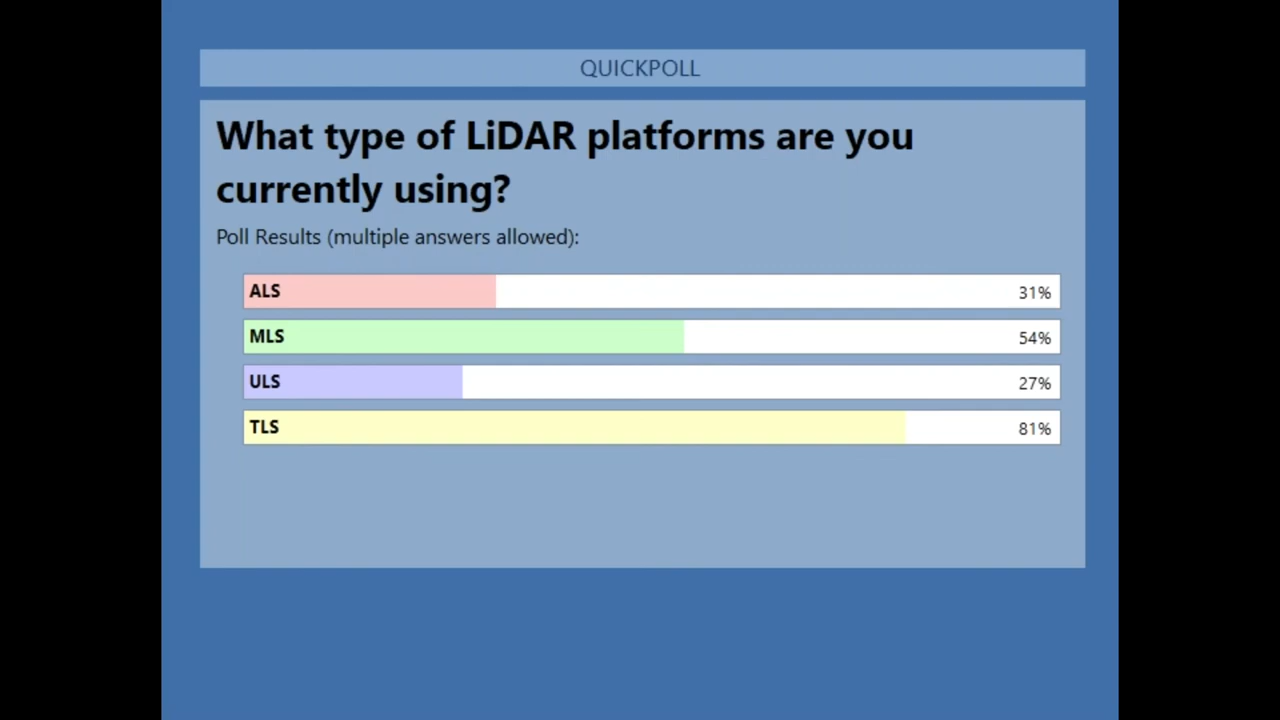 QUICKPOLL
What type of LiDAR platforms are you
currently using?
Poll Results (multiple answers allowed):
ALS 31%
MLS 54%
ULS 27%
TLS 81%